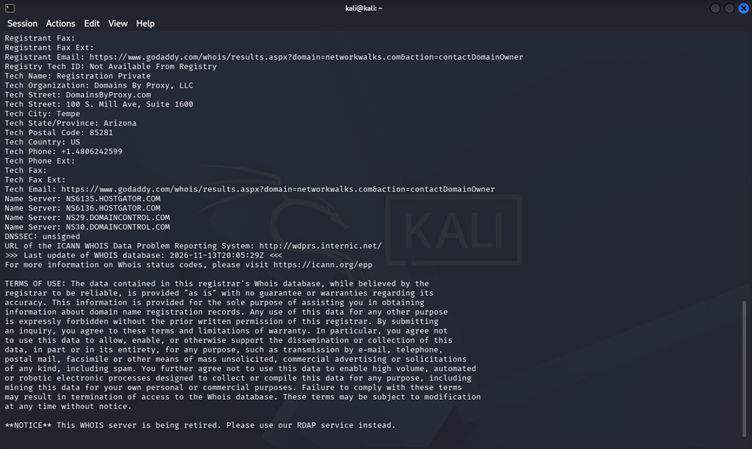 kali@kali: ~
Session Actions Edit View Help
Registrant Fax:
Registrant Fax Ext:
Registrant Email: https://www.godaddy.com/whois/results.aspx?domain=networkwalks.com&action=contactDomainOwner
Registry Tech ID: Not Available From Registry
Tech Name: Registration Private
Tech Organization: Domains By Proxy, LLC
Tech Street: DomainsByProxy.com
Tech Street: 100 S. Mill Ave, Suite 1600
Tech City: Tempe
Tech State/Province: Arizona
Tech Postal Code: 85281
Tech Country: US
Tech Phone: +1.4806242599
Tech Phone Ext:
Tech Fax:
Tech Fax Ext:
Tech Email: https://www.godaddy.com/whois/results.aspx?domain=networkwalks.com&action=contactDomainOwner
Name Server: NS6135.HOSTGATOR.COM
Name Server: NS6136.HOSTGATOR.COM
Name Server: NS29.DOMAINCONTROL.COM
Name Server: NS30.DOMAINCONTROL.COM
DNSSEC: unsigned
URL of the ICANN WHOIS Data Problem Reporting System: http://wdprs.internic.net/
>>> Last update of WHOIS database: 2026-11-13T20:05:29Z <<<
For more information on Whois status codes, please visit https://icann.org/epp
TERMS OF USE: The data contained in this registrar's Whois database, while believed by the
registrar to be reliable, is provided "as is" with no guarantee or warranties regarding its
accuracy. This information is provided for the sole purpose of assisting you in obtaining
information about domain name registration records. Any use of this data for any other purpose
is expressly forbidden without the prior written permission of this registrar. By submitting
an inquiry, you agree to these terms and limitations of warranty. In particular, you agree not
to use this data to allow, enable, or otherwise support the dissemination or collection of this
data, in part or in its entirety, for any purpose, such as transmission by e-mail, telephone,
postal mail, facsimile or other means of mass unsolicited, commercial advertising or solicitations
of any kind, including spam. You further agree not to use this data to enable high volume, automated
or robotic electronic processes designed to collect or compile this data for any purpose, including
mining this data for your own personal or commercial purposes. Failure to comply with these terms
may result in termination of access to the Whois database. These terms may be subject to modification
at any time without notice.
**NOTICE** This WHOIS server is being retired. Please use our RDAP service instead.
KALI